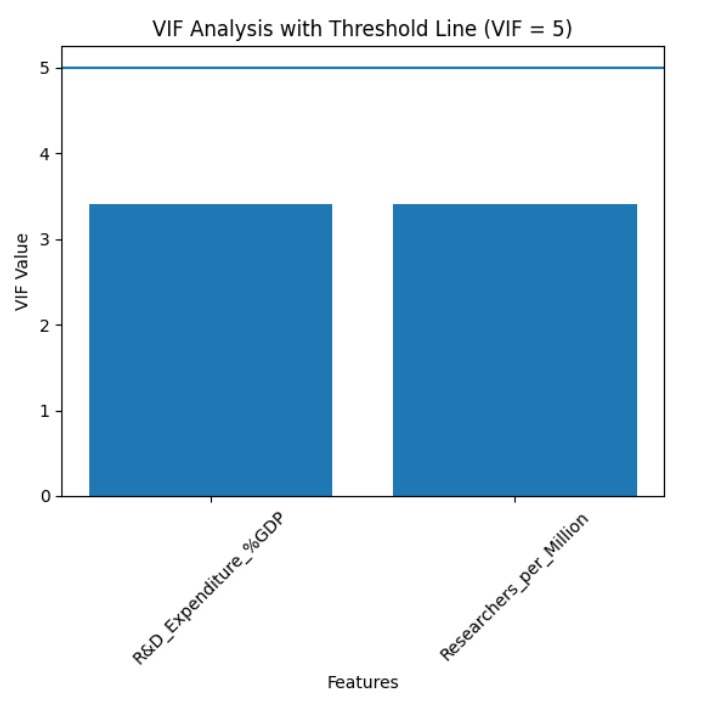 VIF Analysis with Threshold Line (VIF = 5)
5
4
3
2
1
0
VIF Value
R&D_Expenditure_%GDP
Researchers_per_Million
Features